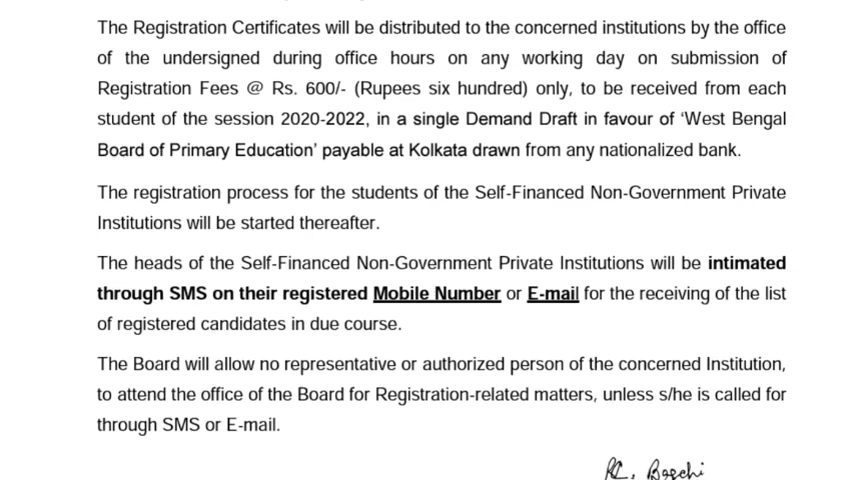 The Registration Certificates will be distributed to the concerned institutions by the office
of the undersigned during office hours on any working day on submission of
Registration Fees @ Rs. 600/- (Rupees six hundred) only, to be received from each
student of the session 2020-2022, in a single Demand Draft in favour of ‘West Bengal
Board of Primary Education’ payable at Kolkata drawn from any nationalized bank.
The registration process for the students of the Self-Financed Non-Government Private
Institutions will be started thereafter.
The heads of the Self-Financed Non-Government Private Institutions will be intimated
through SMS on their registered Mobile Number or E-mail for the receiving of the list
of registered candidates in due course.
The Board will allow no representative or authorized person of the concerned Institution,
to attend the office of the Board for Registration-related matters, unless s/he is called for
through SMS or E-mail.